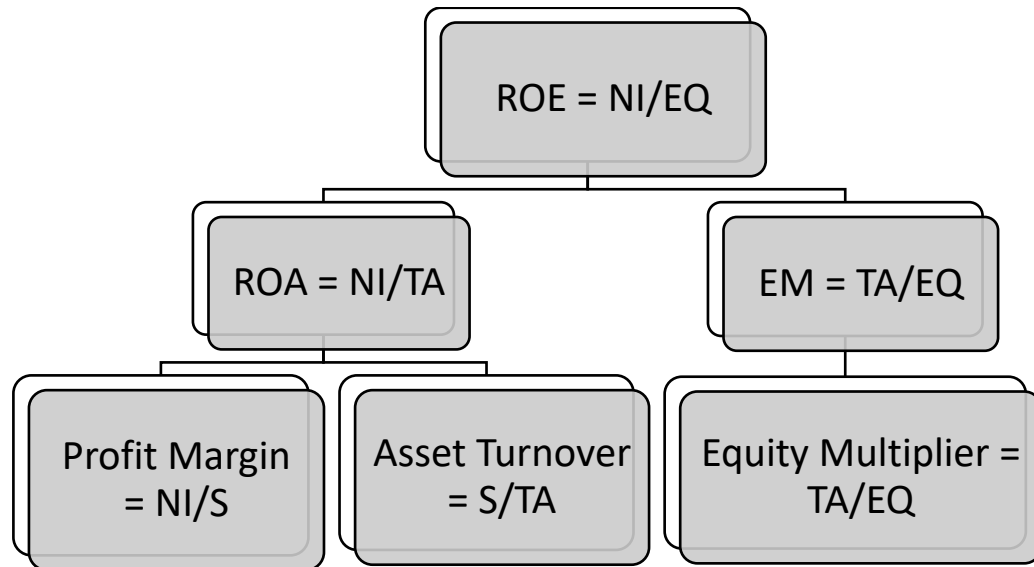 ROE = NI/EQ
ROA = NI/TA
EM = TA/EQ
Profit Margin
= NI/S
Asset Turnover
= S/TA
Equity Multiplier =
TA/EQ